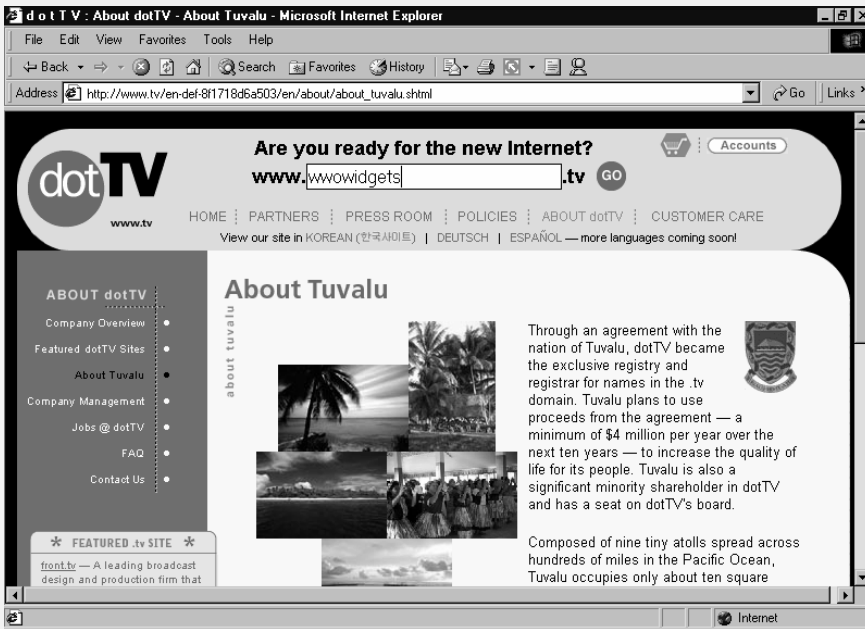 d o t T V : About dotTV - About Tuvalu - Microsoft Internet Explorer
File Edit View Favorites Tools Help
Back Search Favorites History
Address http://www.tv/en-def-8f1718d6a503/en/about/about_tuvalu.shtml Go Links
dotTV
www.tv
Are you ready for the new Internet?
www.wwowidgets.tv GO
Accounts
HOME PARTNERS PRESS ROOM POLICIES ABOUT dotTV CUSTOMER CARE
View our site in KOREAN (한국사이트) | DEUTSCH | ESPAÑOL — more languages coming soon!
ABOUT dotTV
Company Overview
Featured dotTV Sites
About Tuvalu
Company Management
Jobs @ dotTV
FAQ
Contact Us
* FEATURED .tv SITE *
front.tv — A leading broadcast
design and production firm that
About Tuvalu
about tuvalu
Through an agreement with the
nation of Tuvalu, dotTV became
the exclusive registry and
registrar for names in the .tv
domain. Tuvalu plans to use
proceeds from the agreement — a
minimum of $4 million per year over the
next ten years — to increase the quality of
life for its people. Tuvalu is also a
significant minority shareholder in dotTV
and has a seat on dotTV's board.
Composed of nine tiny atolls spread across
hundreds of miles in the Pacific Ocean,
Tuvalu occupies only about ten square
Internet